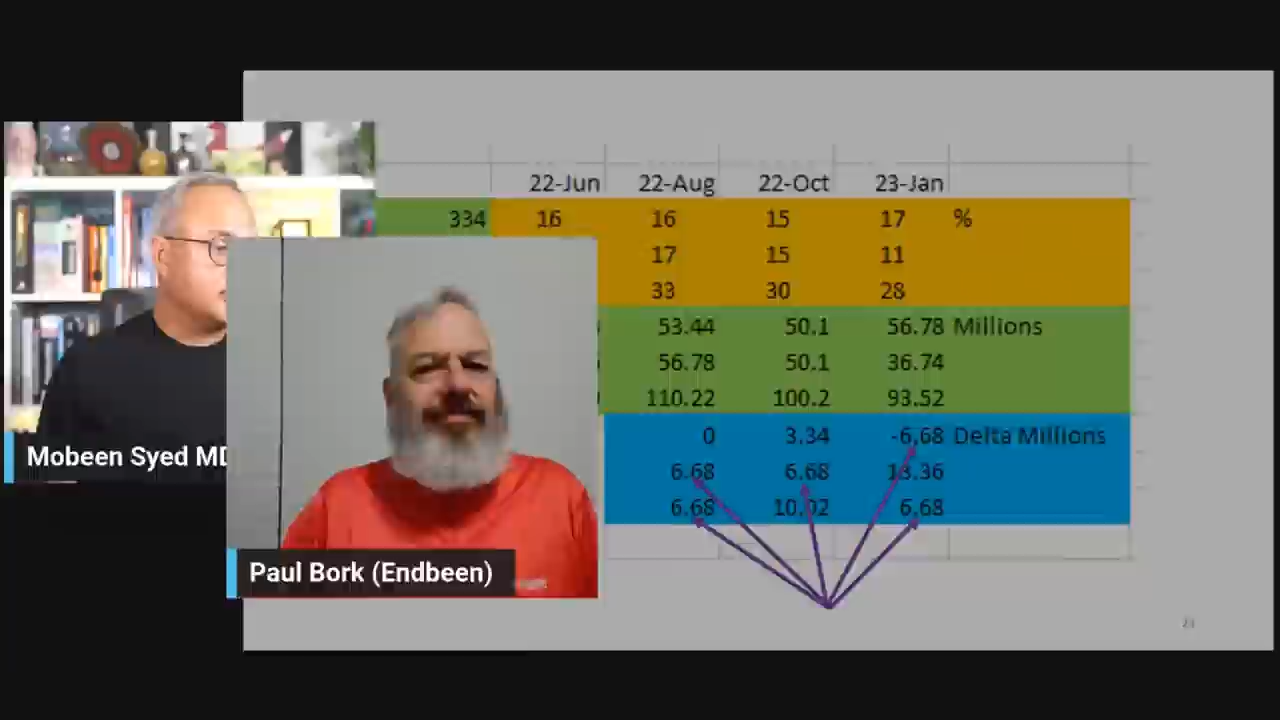 22-Jun 22-Aug 22-Oct 23-Jan
334 16 16 15 17 %
17 15 11
33 30 28
53.44 50.1 56.78 Millions
56.78 50.1 36.74
110.22 100.2 93.52
0 3.34 -6.68 Delta Millions
6.68 6.68 13.36
6.68 10.02 6.68
Mobeen Syed MD
Paul Bork (Endbeen)